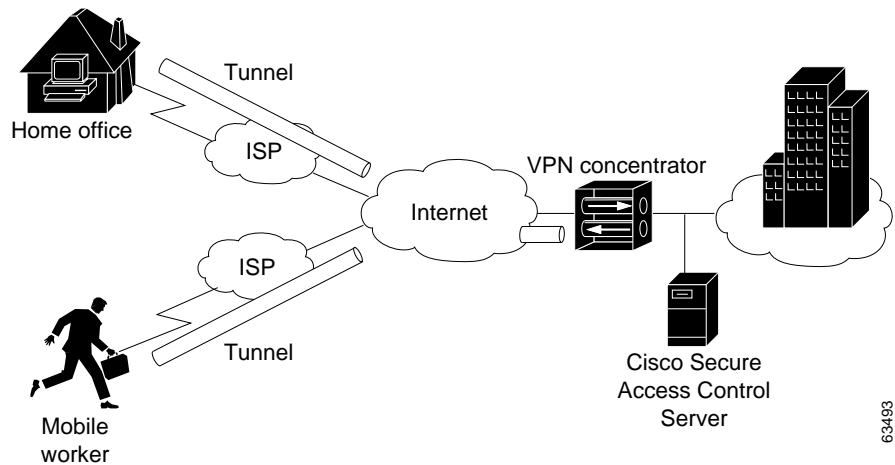 Tunnel
Home office
ISP
VPN concentrator
Internet
ISP
Tunnel
Cisco Secure
Access Control
Server
Mobile
worker
63493